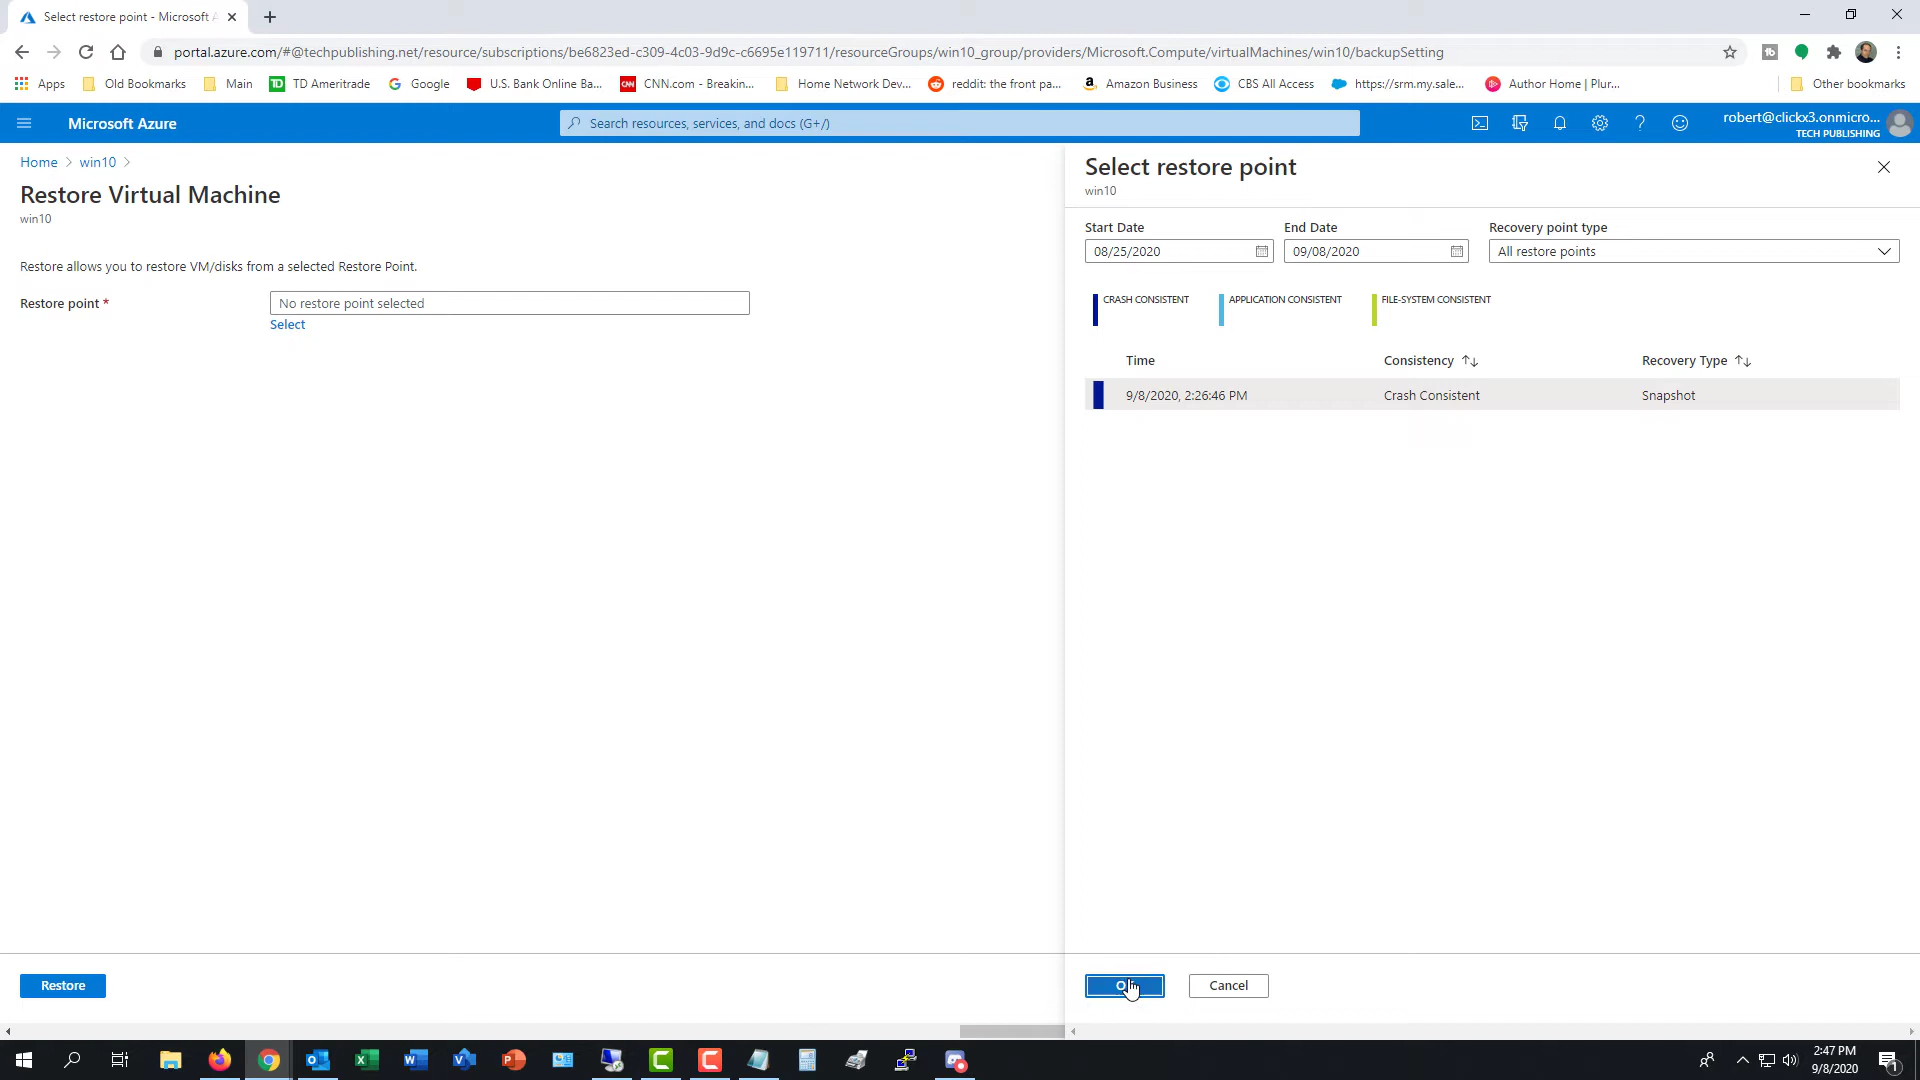 Select restore point - Microsoft A
portal.azure.com/#@techpublishing.net/resource/subscriptions/be6823ed-c309-4c03-9d9c-c6695e119711/resourceGroups/win10_group/providers/Microsoft.Compute/virtualMachines/win10/backupSetting
Apps
Old Bookmarks
Main
TD Ameritrade
Google
U.S. Bank Online Ba...
CNN.com - Breakin...
Home Network Dev...
reddit: the front pa...
Amazon Business
CBS All Access
https://srm.my.sale...
Author Home | Plur...
Other bookmarks
Microsoft Azure
Search resources, services, and docs (G+/)
robert@clickx3.onmicro...
TECH PUBLISHING
Home > win10 >
Restore Virtual Machine
win10
Restore allows you to restore VM/disks from a selected Restore Point.
Restore point *
No restore point selected
Select
Restore
Select restore point
win10
Start Date
End Date
Recovery point type
08/25/2020
09/08/2020
All restore points
CRASH CONSISTENT
APPLICATION CONSISTENT
FILE-SYSTEM CONSISTENT
Time
Consistency
Recovery Type
9/8/2020, 2:26:46 PM
Crash Consistent
Snapshot
Cancel
2:47 PM
9/8/2020
1